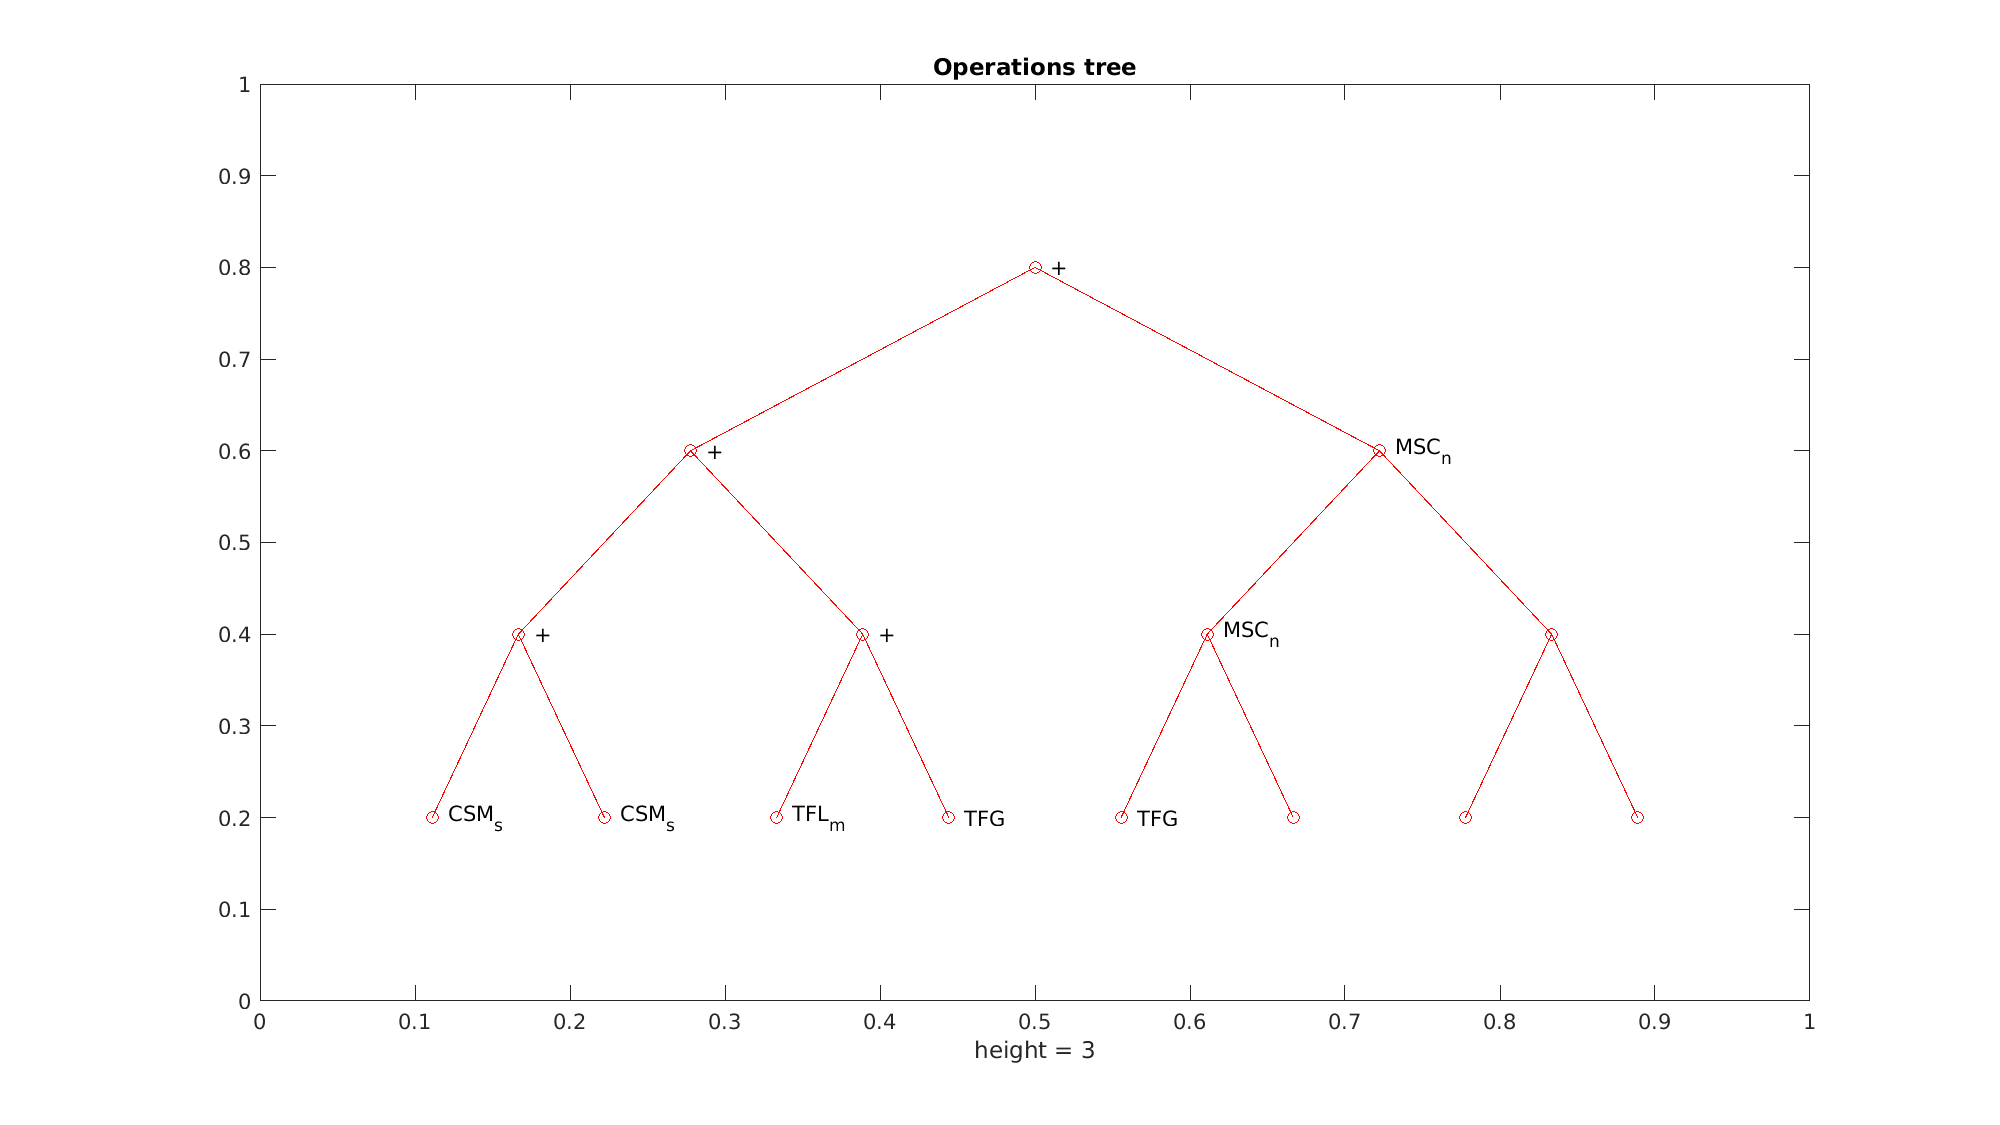 Operations tree
1
0.9
0.8
0.7
0.6
0.5
0.4
0.3
0.2
0.1
0
+
+ MSCn
+ + MSCn
CSMs CSMs TFLm TFG TFG
0 0.1 0.2 0.3 0.4 0.5 0.6 0.7 0.8 0.9 1
height = 3